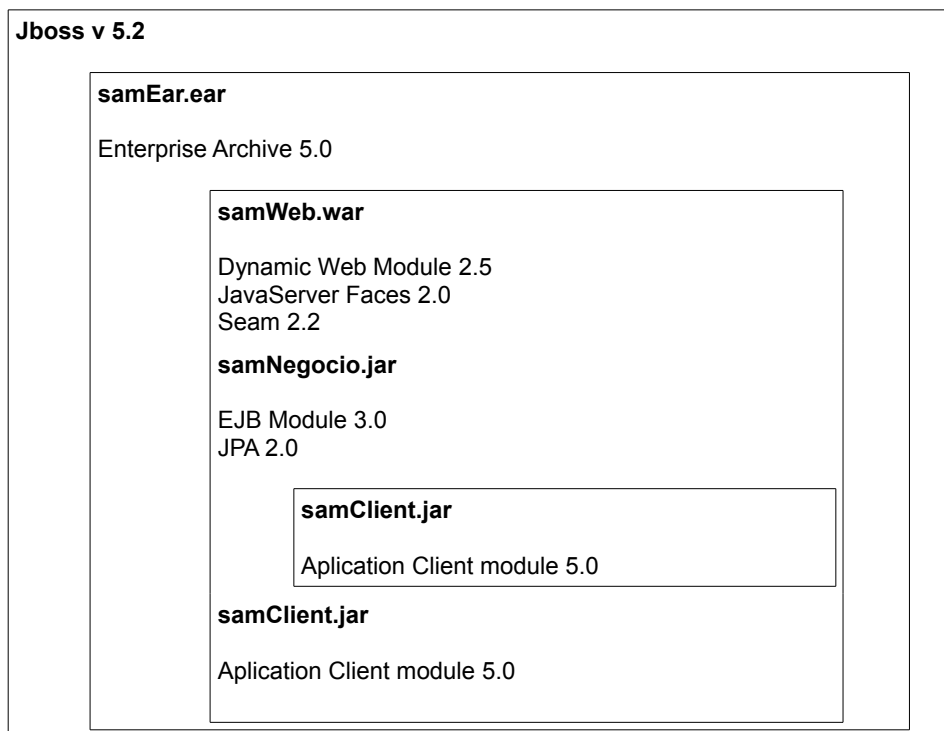 Jboss v 5.2
samEar.ear
Enterprise Archive 5.0
samWeb.war
Dynamic Web Module 2.5
JavaServer Faces 2.0
Seam 2.2
samNegocio.jar
EJB Module 3.0
JPA 2.0
samClient.jar
Aplication Client module 5.0
samClient.jar
Aplication Client module 5.0